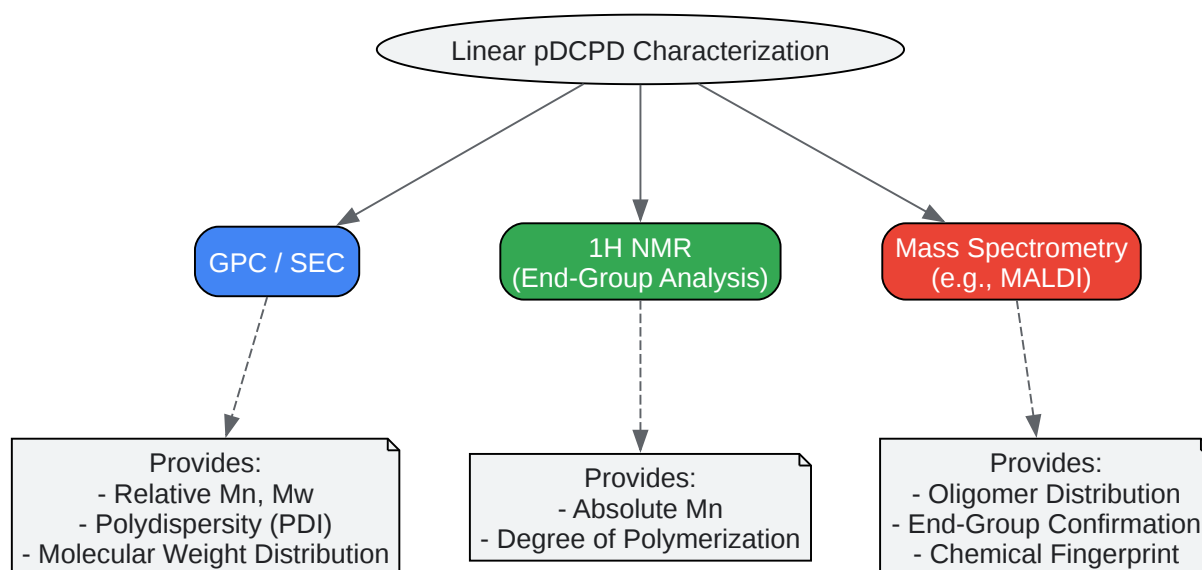 Linear pDCPD Characterization
GPC / SEC
1H NMR
(End-Group Analysis)
Mass Spectrometry
(e.g., MALDI)
Provides:
- Relative Mn, Mw
- Polydispersity (PDI)
- Molecular Weight Distribution
Provides:
- Absolute Mn
- Degree of Polymerization
Provides:
- Oligomer Distribution
- End-Group Confirmation
- Chemical Fingerprint